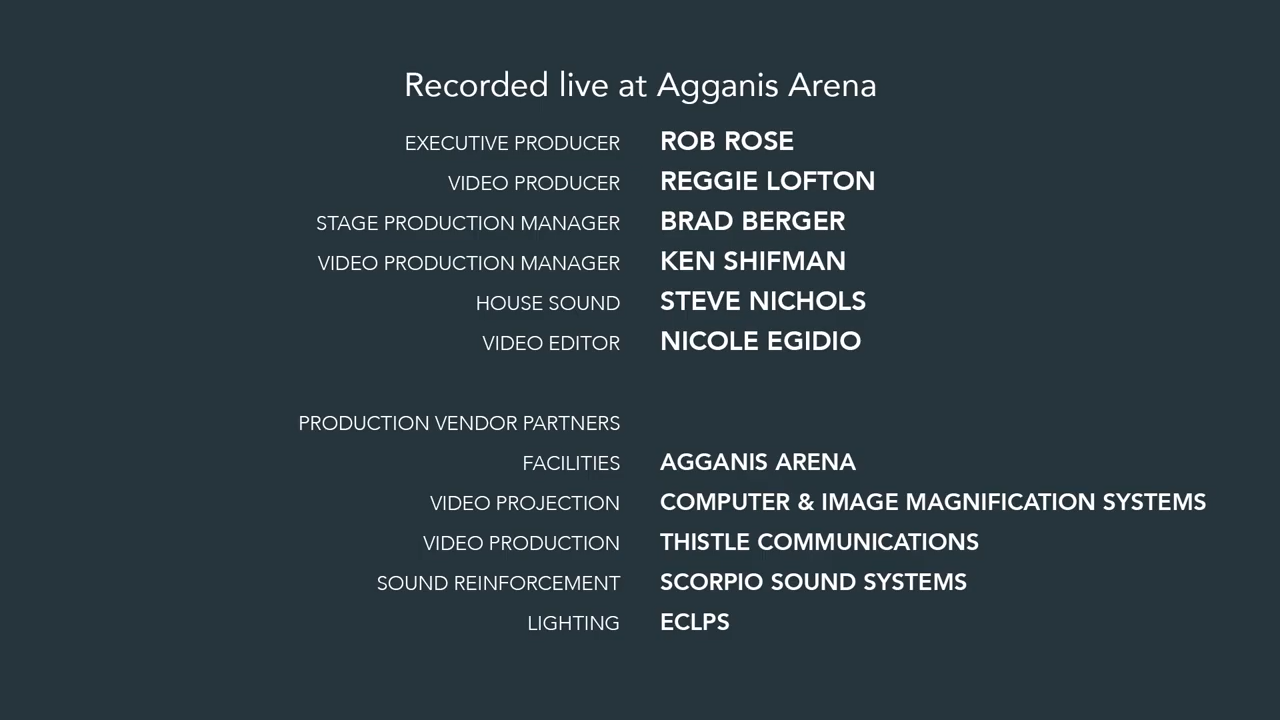 Recorded live at Agganis Arena
EXECUTIVE PRODUCER ROB ROSE
VIDEO PRODUCER REGGIE LOFTON
STAGE PRODUCTION MANAGER BRAD BERGER
VIDEO PRODUCTION MANAGER KEN SHIFMAN
HOUSE SOUND STEVE NICHOLS
VIDEO EDITOR NICOLE EGIDIO
PRODUCTION VENDOR PARTNERS
FACILITIES AGGANIS ARENA
VIDEO PROJECTION COMPUTER & IMAGE MAGNIFICATION SYSTEMS
VIDEO PRODUCTION THISTLE COMMUNICATIONS
SOUND REINFORCEMENT SCORPIO SOUND SYSTEMS
LIGHTING ECLPS